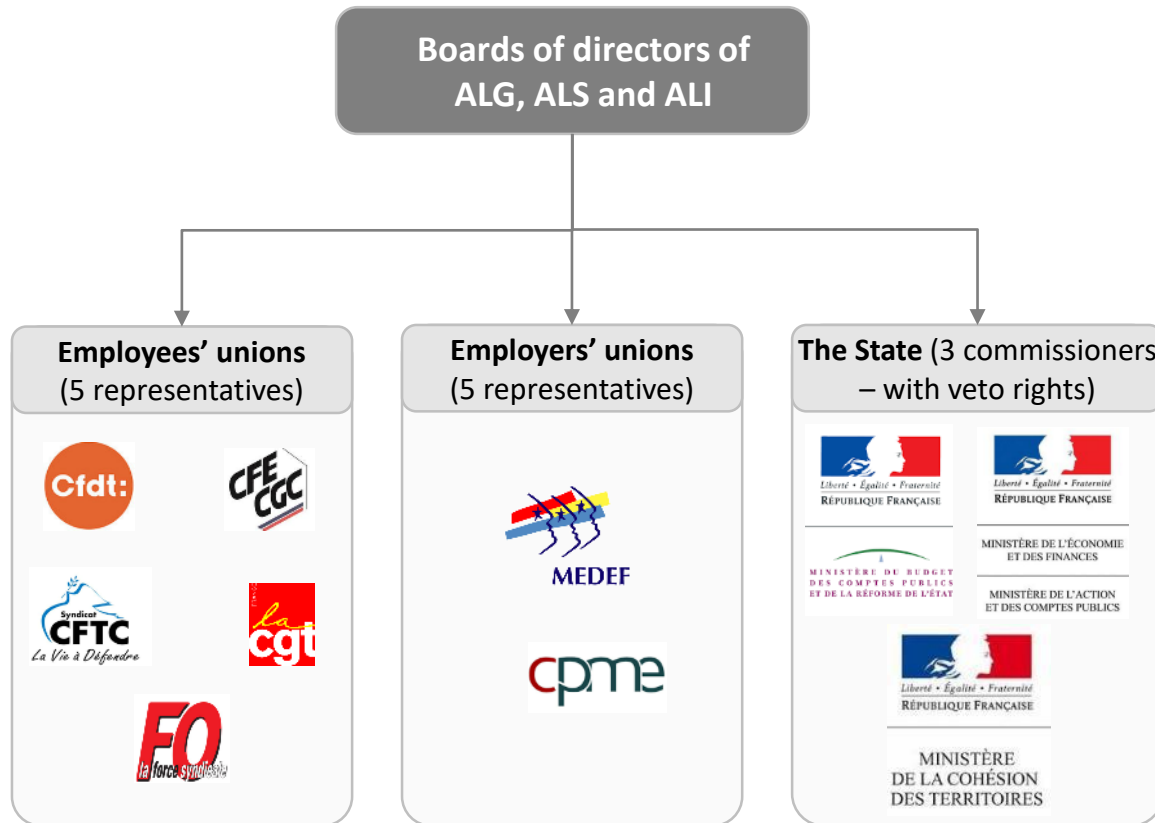 Boards of directors of
ALG, ALS and ALI
Employees’ unions
(5 representatives)
Cfdt:
CFE
CGC
Syndicat
CFTC
La Vie à Défendre
la
cgt
FO
la force syndicale
Employers’ unions
(5 representatives)
MEDEF
cpme
The State (3 commissioners
– with veto rights)
Liberté • Égalité • Fraternité
RÉPUBLIQUE FRANÇAISE
MINISTÈRE DU BUDGET
DES COMPTES PUBLICS
ET DE LA RÉFORME DE L’ÉTAT
Liberté • Égalité • Fraternité
RÉPUBLIQUE FRANÇAISE
MINISTÈRE DE L’ÉCONOMIE
ET DES FINANCES
MINISTÈRE DE L’ACTION
ET DES COMPTES PUBLICS
Liberté • Égalité • Fraternité
RÉPUBLIQUE FRANÇAISE
MINISTÈRE
DE LA COHÉSION
DES TERRITOIRES